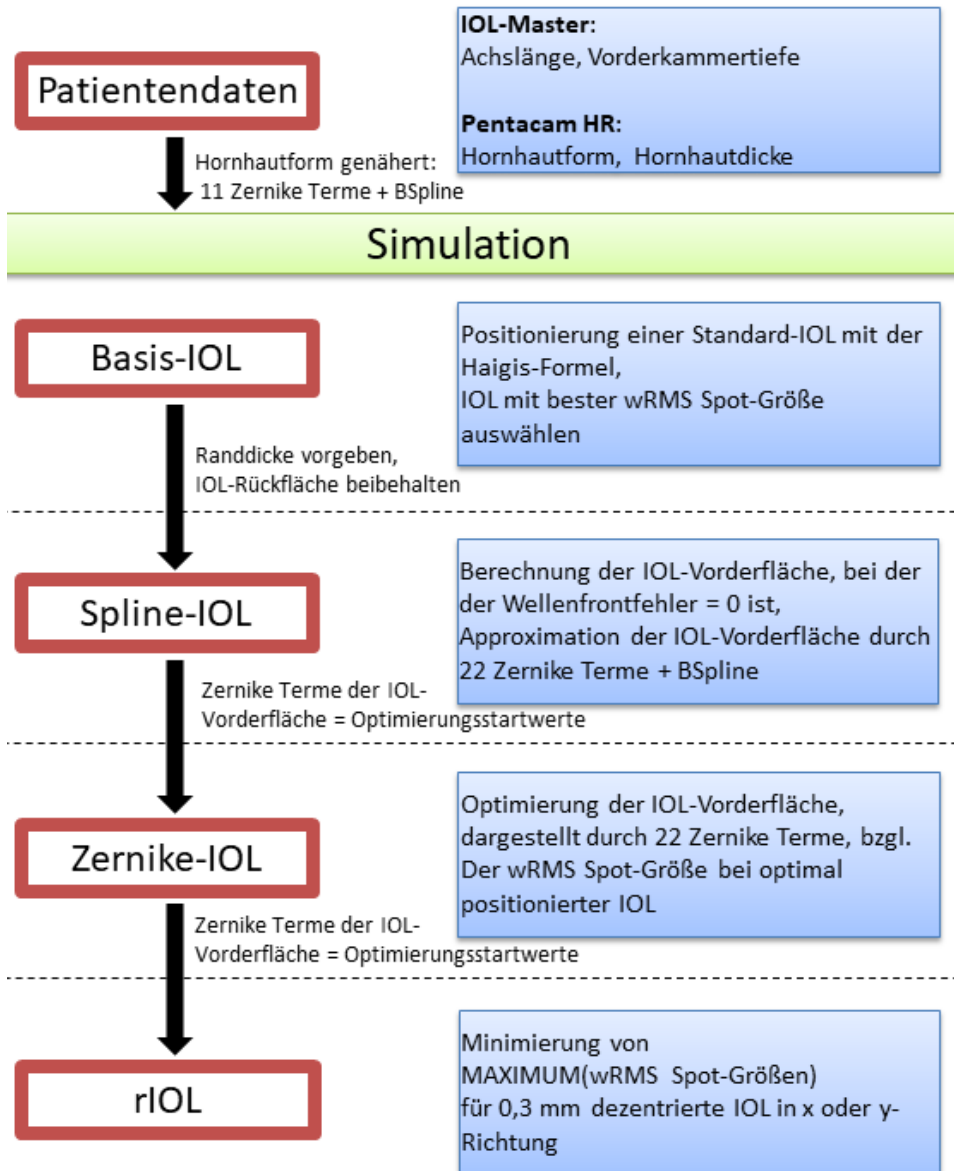 Patientendaten
IOL-Master:
Achslänge, Vorderkammertiefe
Pentacam HR:
Hornhautform, Hornhautdicke
Hornhautform genähert:
11 Zernike Terme + BSpline
Simulation
Basis-IOL
Positionierung einer Standard-IOL mit der
Haigis-Formel,
IOL mit bester wRMS Spot-Größe
auswählen
Randdicke vorgeben,
IOL-Rückfläche beibehalten
Spline-IOL
Berechnung der IOL-Vorderfläche, bei der
der Wellenfrontfehler = 0 ist,
Approximation der IOL-Vorderfläche durch
22 Zernike Terme + BSpline
Zernike Terme der IOL-
Vorderfläche = Optimierungsstartwerte
Zernike-IOL
Optimierung der IOL-Vorderfläche,
dargestellt durch 22 Zernike Terme, bzgl.
Der wRMS Spot-Größe bei optimal
positionierter IOL
Zernike Terme der IOL-
Vorderfläche = Optimierungsstartwerte
rIOL
Minimierung von
MAXIMUM(wRMS Spot-Größen)
für 0,3 mm dezentrierte IOL in x oder y-
Richtung